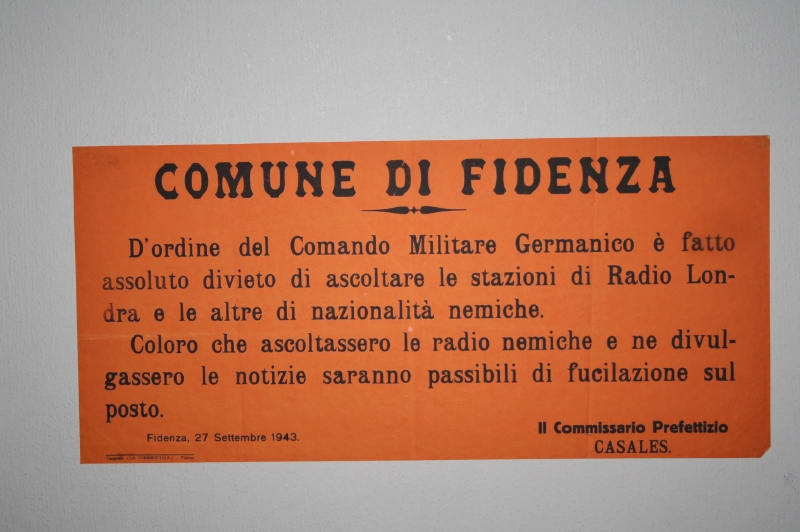 COMUNE DI FIDENZA
D'ordine del Comando Militare Germanico è fatto
assoluto divieto di ascoltare le stazioni di Radio Lon-
dra e le altre di nazionalità nemiche.
Coloro che ascoltassero le radio nemiche e ne divul-
gassero le notizie saranno passibili di fucilazione sul
posto.
Fidenza, 27 Settembre 1943.
Il Commissario Prefettizio
CASALES.